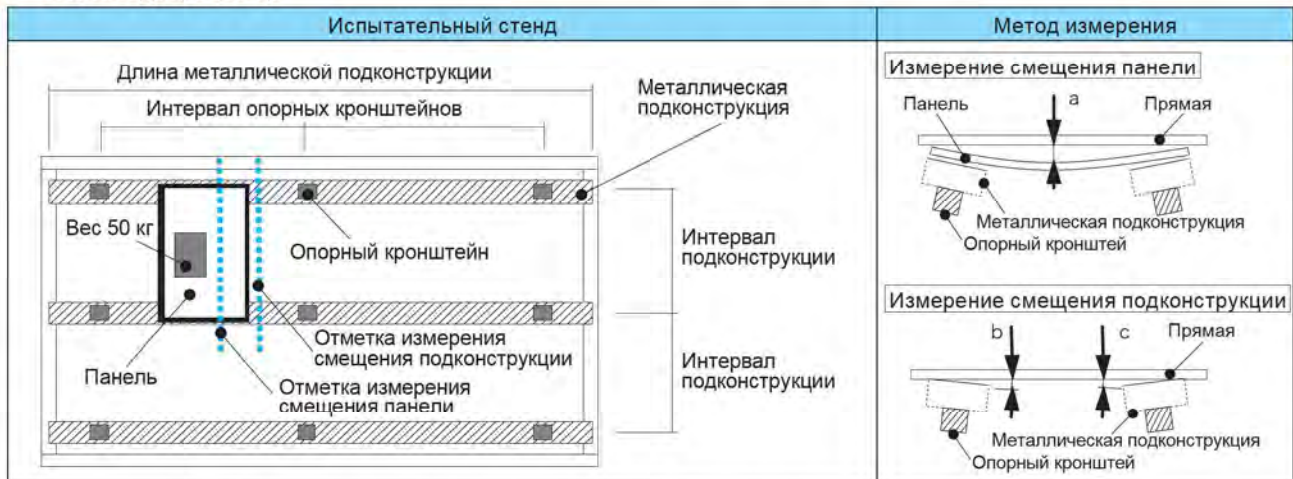 Испытательный стенд
Метод измерения
Длина металлической подконструкции
Интервал опорных кронштейнов
Металлическая
подконструкция
Вес 50 кг
Опорный кронштейн
Интервал
подконструкции
Отметка измерения
смещения подконструкции
Панель
Отметка измерения
смещения панели
Интервал
подконструкции
Измерение смещения панели
Панель
a
Прямая
Металлическая подконструкция
Опорный кронштей
Измерение смещения подконструкции
b
c
Прямая
Металлическая подконструкция
Опорный кронштей